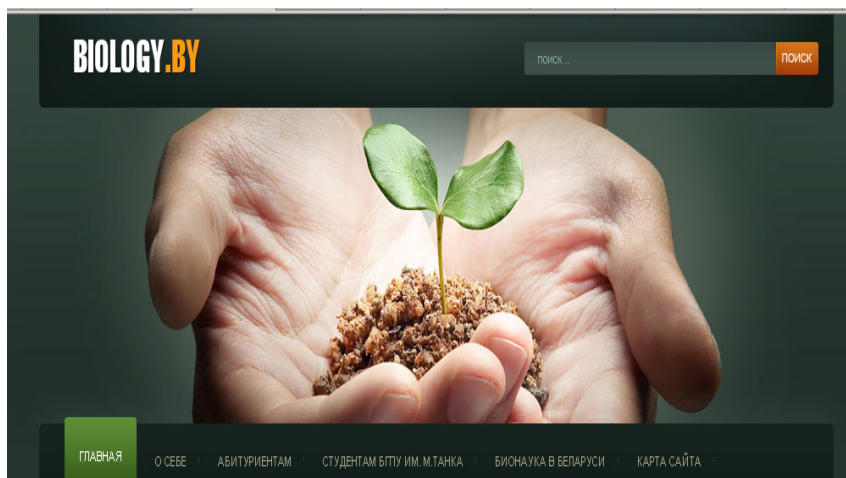 BIOLOGY.BY
поиск...
ПОИСК
ГЛАВНАЯ
О СЕБЕ
АБИТУРИЕНТАМ
СТУДЕНТАМ БГПУ ИМ. М.ТАНКА
БИОНАУКА В БЕЛАРУСИ
КАРТА САЙТА